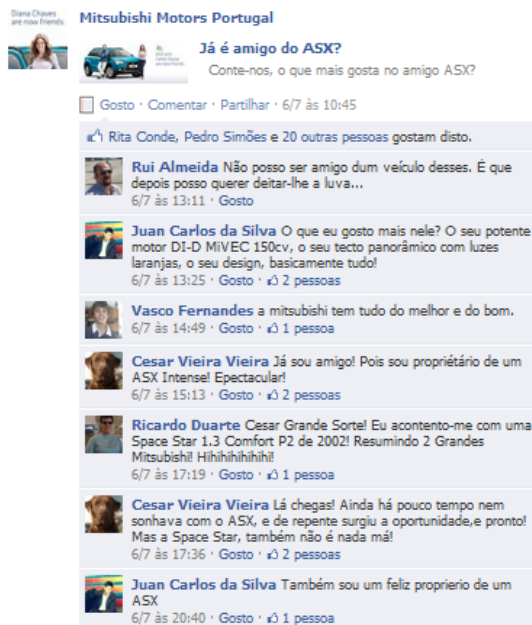 Diana Chaves
are now friends.
Mitsubishi Motors Portugal
Já é amigo do ASX?
Conte-nos, o que mais gosta no amigo ASX?
Gosto · Comentar · Partilhar · 6/7 às 10:45
Rita Conde, Pedro Simões e 20 outras pessoas gostam disto.
Rui Almeida Não posso ser amigo dum veículo desses. É que
depois posso querer deitar-lhe a luva...
6/7 às 13:11 · Gosto
Juan Carlos da Silva O que eu gosto mais nele? O seu potente
motor DI-D MiVEC 150cv, o seu tecto panorâmico com luzes
laranjas, o seu design, basicamente tudo!
6/7 às 13:25 · Gosto · 2 pessoas
Vasco Fernandes a mitsubishi tem tudo do melhor e do bom.
6/7 às 14:49 · Gosto · 1 pessoa
Cesar Vieira Vieira Já sou amigo! Pois sou propriétário de um
ASX Intense! Epectacular!
6/7 às 15:13 · Gosto · 2 pessoas
Ricardo Duarte Cesar Grande Sorte! Eu acontento-me com uma
Space Star 1.3 Comfort P2 de 2002! Resumindo 2 Grandes
Mitsubishi! Hihihihihihi!
6/7 às 17:19 · Gosto · 1 pessoa
Cesar Vieira Vieira Lá chegas! Ainda há pouco tempo nem
sonhava com o ASX, e de repente surgiu a oportunidade,e pronto!
Mas a Space Star, também não é nada má!
6/7 às 17:36 · Gosto · 2 pessoas
Juan Carlos da Silva Também sou um feliz proprierio de um
ASX
6/7 às 20:40 · Gosto · 1 pessoa